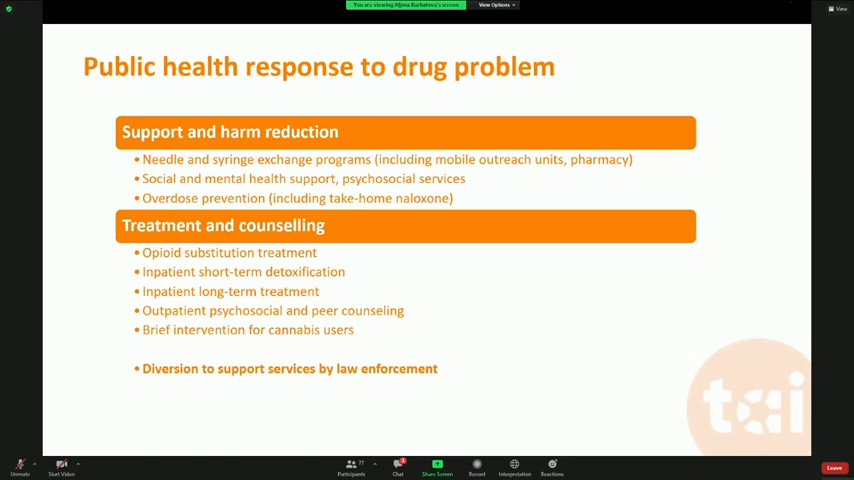 You are viewing Aljona Kurbatova's screen
View Options
View
Public health response to drug problem
Support and harm reduction
• Needle and syringe exchange programs (including mobile outreach units, pharmacy)
• Social and mental health support, psychosocial services
• Overdose prevention (including take-home naloxone)
Treatment and counselling
• Opioid substitution treatment
• Inpatient short-term detoxification
• Inpatient long-term treatment
• Outpatient psychosocial and peer counseling
• Brief intervention for cannabis users
• Diversion to support services by law enforcement
tai
Unmute
Start Video
Participants
77
Chat
Share Screen
Record
Interpretation
Reactions
Leave